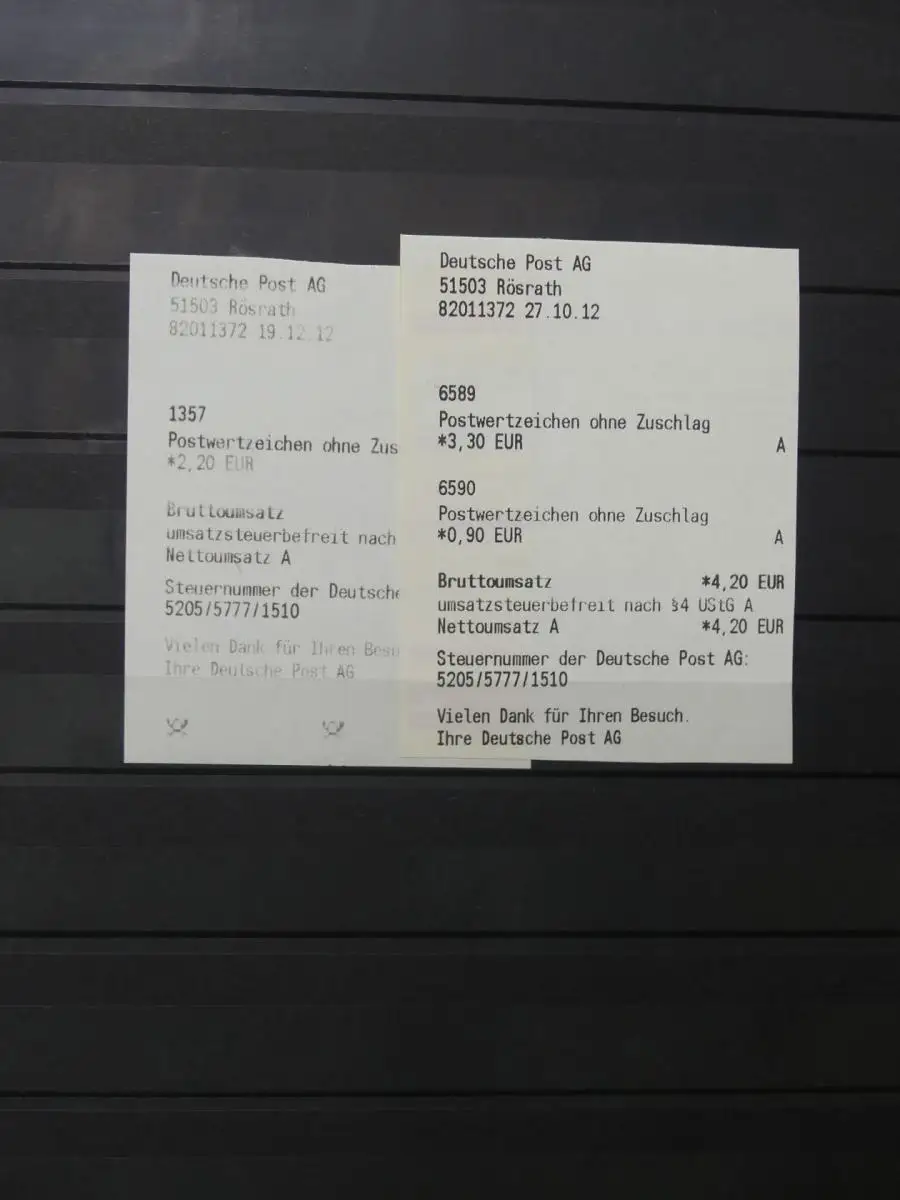 Deutsche Post AG
51503 Rösrath
82011372 19.12.12
1357
Postwertzeichen ohne Zus
*2,20 EUR
Bruttoumsatz
umsatzsteuerbefreit nach
Nettoumsatz A
Steuernummer der Deutsche
5205/5777/1510
Vielen Dank für Ihren Besu
Ihre Deutsche Post AG
Deutsche Post AG
51503 Rösrath
82011372 27.10.12
6589
Postwertzeichen ohne Zuschlag
*3,30 EUR A
6590
Postwertzeichen ohne Zuschlag
*0,90 EUR A
Bruttoumsatz *4,20 EUR
umsatzsteuerbefreit nach §4 UStG A
Nettoumsatz A *4,20 EUR
Steuernummer der Deutsche Post AG:
5205/5777/1510
Vielen Dank für Ihren Besuch.
Ihre Deutsche Post AG